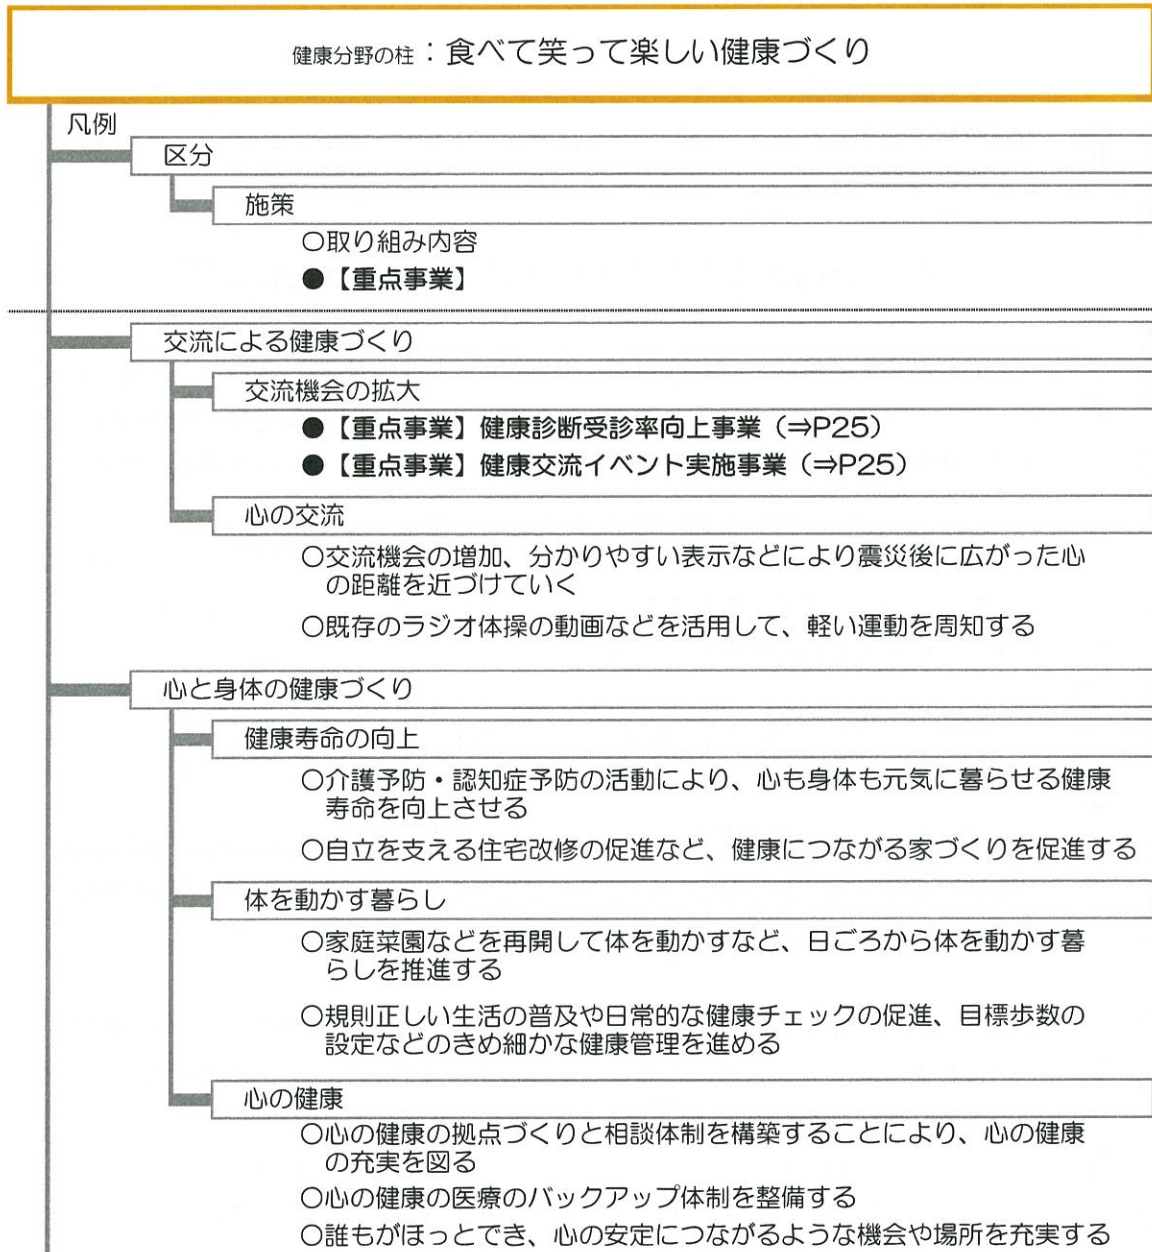 健康分野の柱：食べて笑って楽しい健康づくり
凡例
区分
施策
○取り組み内容
●【重点事業】
交流による健康づくり
交流機会の拡大
●【重点事業】健康診断受診率向上事業（⇒P25）
●【重点事業】健康交流イベント実施事業（⇒P25）
心の交流
○交流機会の増加、分かりやすい表示などにより震災後に広がった心
の距離を近づけていく
○既存のラジオ体操の動画などを活用して、軽い運動を周知する
心と身体の健康づくり
健康寿命の向上
○介護予防・認知症予防の活動により、心も身体も元気に暮らせる健康
寿命を向上させる
○自立を支える住宅改修の促進など、健康につながる家づくりを促進する
体を動かす暮らし
○家庭菜園などを再開して体を動かすなど、日ごろから体を動かす暮
らしを推進する
○規則正しい生活の普及や日常的な健康チェックの促進、目標歩数の
設定などのきめ細かな健康管理を進める
心の健康
○心の健康の拠点づくりと相談体制を構築することにより、心の健康
の充実を図る
○心の健康の医療のバックアップ体制を整備する
○誰もがほっとでき、心の安定につながるような機会や場所を充実する